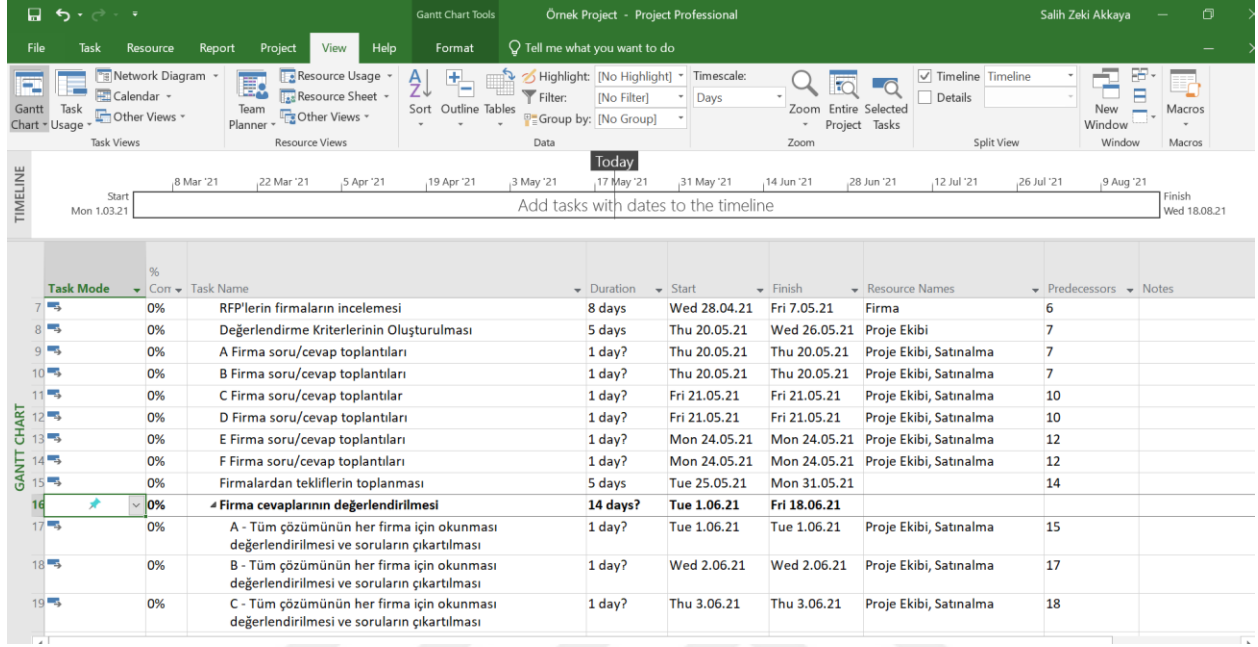 Gantt Chart Tools Örnek Project - Project Professional Salih Zeki Akkaya
File Task Resource Report Project View Help Format Tell me what you want to do
Gantt Chart
Task Usage
Network Diagram
Calendar
Other Views
Task Views
Team Planner
Resource Usage
Resource Sheet
Other Views
Resource Views
Sort Outline Tables
Highlight: [No Highlight]
Filter: [No Filter]
Group by: [No Group]
Data
Timescale:
Days
Zoom Entire Project Selected Tasks
Zoom
Timeline Timeline
Details
Split View
New Window
Window
Macros
Macros
TIMELINE
Today
8 Mar '21 22 Mar '21 5 Apr '21 19 Apr '21 3 May '21 17 May '21 31 May '21 14 Jun '21 28 Jun '21 12 Jul '21 26 Jul '21 9 Aug '21
Start
Mon 1.03.21
Add tasks with dates to the timeline
Finish
Wed 18.08.21
GANTT CHART
Task Mode % Com Task Name Duration Start Finish Resource Names Predecessors Notes
7 0% RFP'lerin firmaların incelemesi 8 days Wed 28.04.21 Fri 7.05.21 Firma 6
8 0% Değerlendirme Kriterlerinin Oluşturulması 5 days Thu 20.05.21 Wed 26.05.21 Proje Ekibi 7
9 0% A Firma soru/cevap toplantıları 1 day? Thu 20.05.21 Thu 20.05.21 Proje Ekibi, Satınalma 7
10 0% B Firma soru/cevap toplantıları 1 day? Thu 20.05.21 Thu 20.05.21 Proje Ekibi, Satınalma 7
11 0% C Firma soru/cevap toplantılar 1 day? Fri 21.05.21 Fri 21.05.21 Proje Ekibi, Satınalma 10
12 0% D Firma soru/cevap toplantıları 1 day? Fri 21.05.21 Fri 21.05.21 Proje Ekibi, Satınalma 10
13 0% E Firma soru/cevap toplantıları 1 day? Mon 24.05.21 Mon 24.05.21 Proje Ekibi, Satınalma 12
14 0% F Firma soru/cevap toplantıları 1 day? Mon 24.05.21 Mon 24.05.21 Proje Ekibi, Satınalma 12
15 0% Firmalardan tekliflerin toplanması 5 days Tue 25.05.21 Mon 31.05.21 14
16 0% Firma cevaplarının değerlendirilmesi 14 days? Tue 1.06.21 Fri 18.06.21
17 0% A - Tüm çözümünün her firma için okunması 1 day? Tue 1.06.21 Tue 1.06.21 Proje Ekibi, Satınalma 15
değerlendirilmesi ve soruların çıkartılması
18 0% B - Tüm çözümünün her firma için okunması 1 day? Wed 2.06.21 Wed 2.06.21 Proje Ekibi, Satınalma 17
değerlendirilmesi ve soruların çıkartılması
19 0% C - Tüm çözümünün her firma için okunması 1 day? Thu 3.06.21 Thu 3.06.21 Proje Ekibi, Satınalma 18
değerlendirilmesi ve soruların çıkartılması